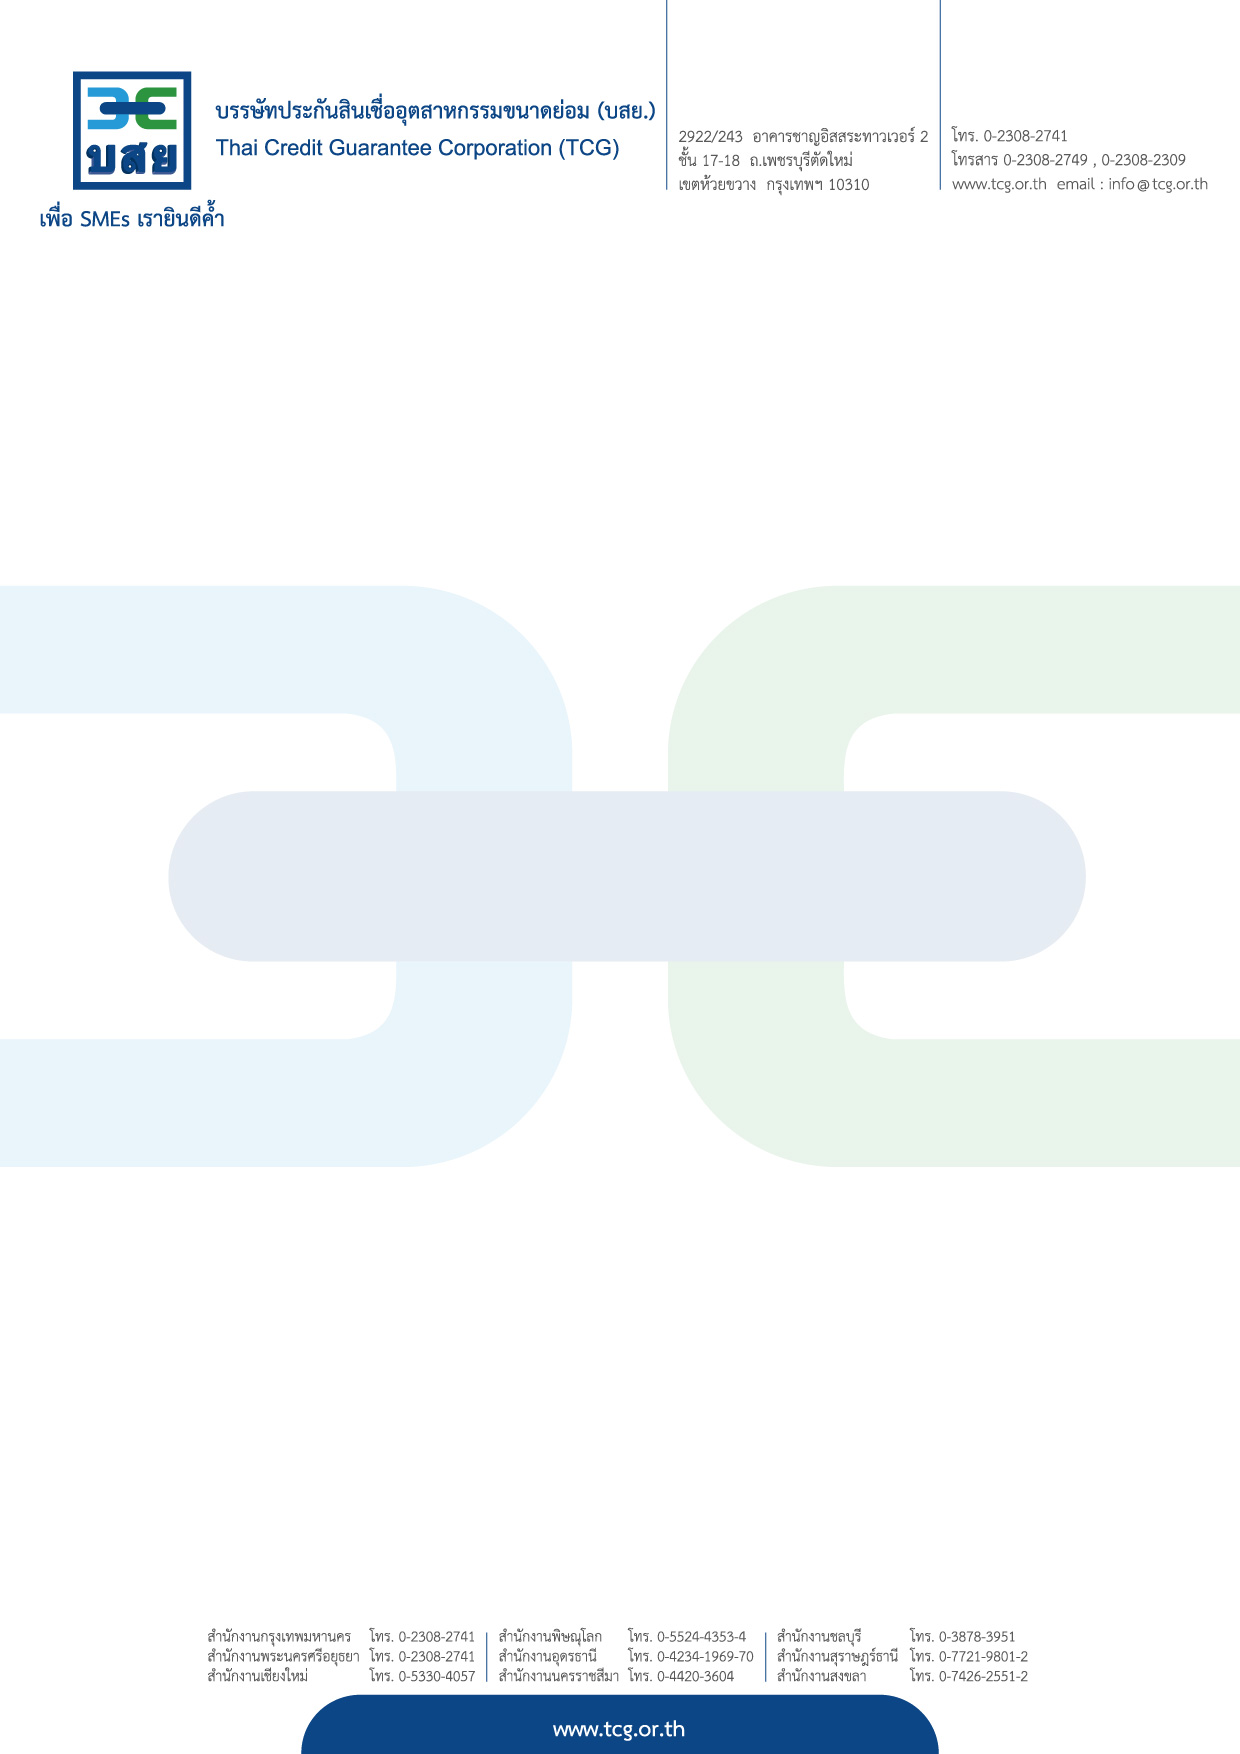 บสย
เพื่อ SMEs เรายินดีค้ำ
บรรษัทประกันสินเชื่ออุตสาหกรรมขนาดย่อม (บสย.)
Thai Credit Guarantee Corporation (TCG)
2922/243 อาคารชาญอิสสระทาวเวอร์ 2
ชั้น 17-18 ถ.เพชรบุรีตัดใหม่
เขตห้วยขวาง กรุงเทพฯ 10310
โทร. 0-2308-2741
โทรสาร 0-2308-2749 , 0-2308-2309
www.tcg.or.th email : info@tcg.or.th
สำนักงานกรุงเทพมหานคร โทร. 0-2308-2741
สำนักงานพระนครศรีอยุธยา โทร. 0-2308-2741
สำนักงานเชียงใหม่ โทร. 0-5330-4057
สำนักงานพิษณุโลก โทร. 0-5524-4353-4
สำนักงานอุดรธานี โทร. 0-4234-1969-70
สำนักงานนครราชสีมา โทร. 0-4420-3604
สำนักงานชลบุรี โทร. 0-3878-3951
สำนักงานสุราษฎร์ธานี โทร. 0-7721-9801-2
สำนักงานสงขลา โทร. 0-7426-2551-2
www.tcg.or.th